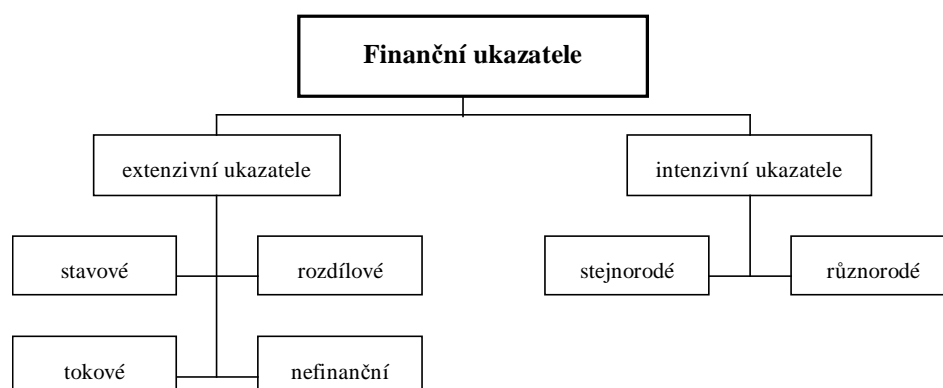 Finanční ukazatele
extenzivní ukazatele
intenzivní ukazatele
stavové
rozdílové
stejnorodé
různorodé
tokové
nefinanční